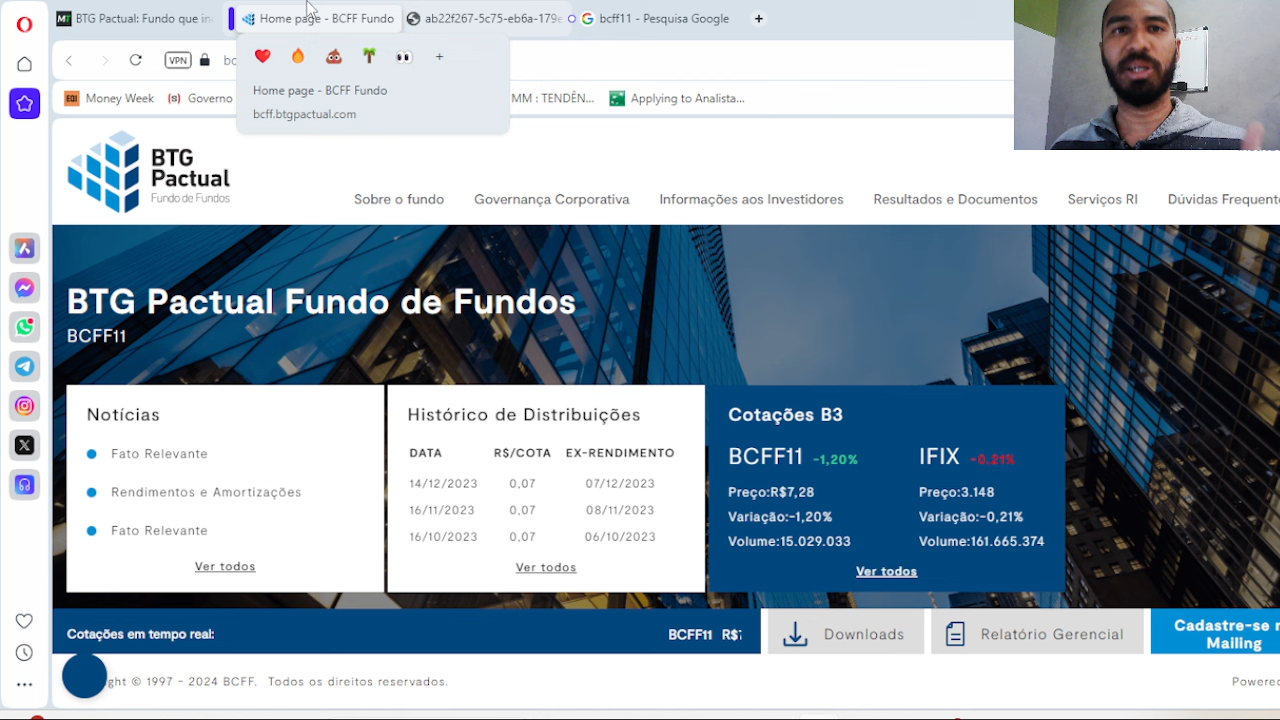 BTG Pactual: Fundo que in
Home page - BCFF Fundo
ab22f267-5c75-eb6a-179e
bcff11 - Pesquisa Google
VPN
bc
Home page - BCFF Fundo
bcff.btgpactual.com
Money Week
Governo
MM : TENDÊN...
Applying to Analista...
BTG
Pactual
Fundo de Fundos
Sobre o fundo
Governança Corporativa
Informações aos Investidores
Resultados e Documentos
Serviços RI
Dúvidas Frequent
BTG Pactual Fundo de Fundos
BCFF11
Notícias
Fato Relevante
Rendimentos e Amortizações
Fato Relevante
Ver todos
Histórico de Distribuições
DATA R$/COTA EX-RENDIMENTO
14/12/2023 0,07 07/12/2023
16/11/2023 0,07 08/11/2023
16/10/2023 0,07 06/10/2023
Ver todos
Cotações B3
BCFF11 -1,20%
Preço:R$7,28
Variação:-1,20%
Volume:15.029.033
IFIX -0,21%
Preço:3.148
Variação:-0,21%
Volume:161.665.374
Ver todos
Cotações em tempo real:
BCFF11 R$
Downloads
Relatório Gerencial
Cadastre-se n
Mailing
ght © 1997 - 2024 BCFF. Todos os direitos reservados.
Powered